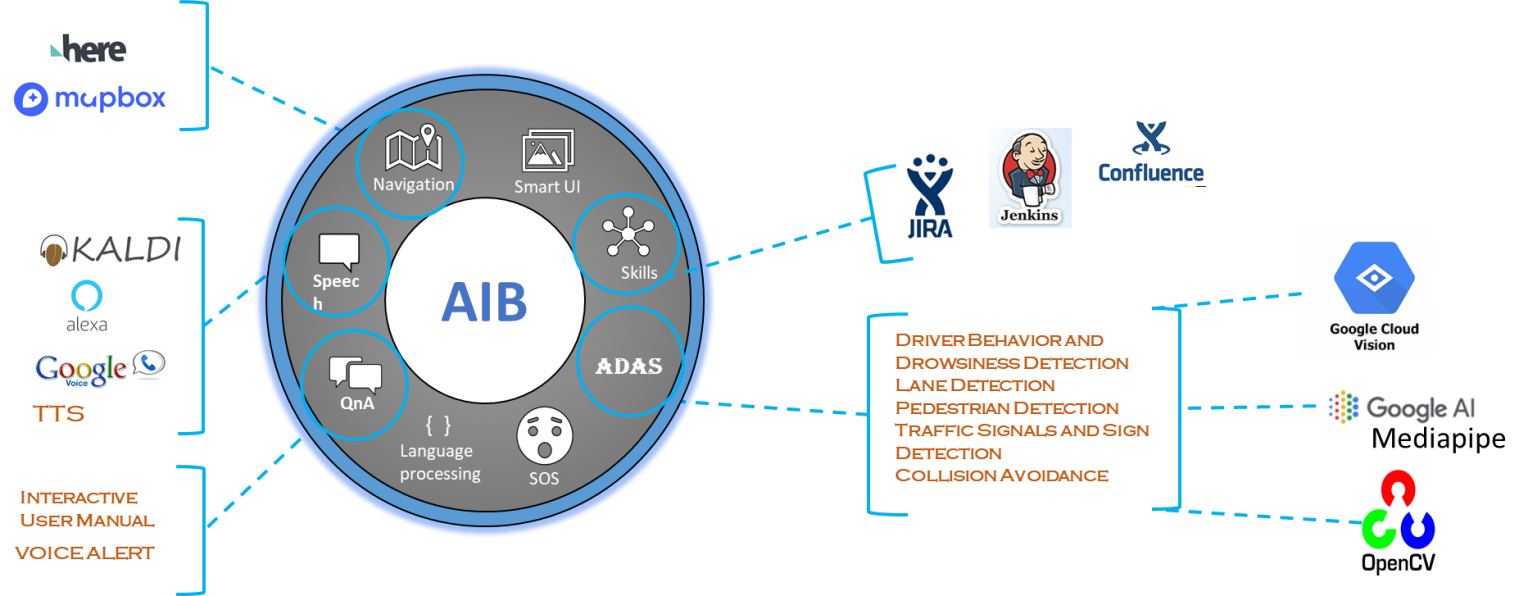 here
mapbox
Navigation
Smart UI
JIRA
Jenkins
Confluence
KALDI
alexa
Google
Voice
TTS
Speec
h
Skills
AIB
ADAS
QnA
{ }
Language
processing
SOS
INTERACTIVE
USER MANUAL
VOICE ALERT
DRIVER BEHAVIOR AND
DROWSINESS DETECTION
LANE DETECTION
PEDESTRIAN DETECTION
TRAFFIC SIGNALS AND SIGN
DETECTION
COLLISION AVOIDANCE
Google Cloud
Vision
Google AI
Mediapipe
OpenCV